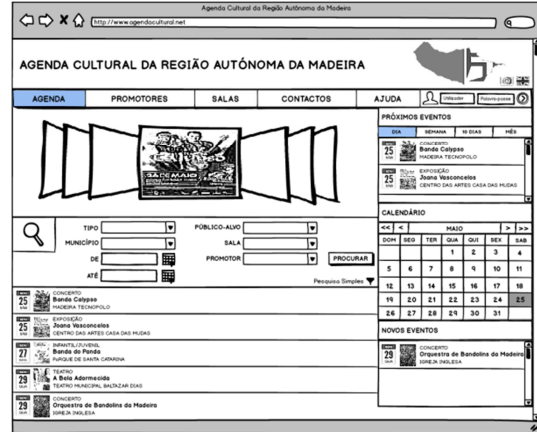 Agenda Cultural da Região Autónoma da Madeira
http://www.agendacultural.net
AGENDA CULTURAL DA REGIÃO AUTÓNOMA DA MADEIRA
AGENDA PROMOTORES SALAS CONTACTOS AJUDA Utilizador Palavra-passe
24 DE MAIO
PRÓXIMOS EVENTOS
DIA SEMANA 10 DIAS MÊS
25
CONCERTO
Banda Calypso
MADEIRA TECNOPOLO
25
EXPOSIÇÃO
Joana Vasconcelos
CENTRO DAS ARTES CASA DAS MUDAS
TIPO PÚBLICO-ALVO
MUNICÍPIO SALA
DE PROMOTOR PROCURAR
ATÉ
Pesquisa Simples
CALENDÁRIO
<< < MAIO > >>
DOM SEG TER QUA QUI SEX SAB
1 2 3 4
5 6 7 8 9 10 11
12 13 14 15 16 17 18
19 20 21 22 23 24 25
26 27 28 29 30 31
25
CONCERTO
Banda Calypso
MADEIRA TECNOPOLO
25
EXPOSIÇÃO
Joana Vasconcelos
CENTRO DAS ARTES CASA DAS MUDAS
27
INFANTIL/JUVENIL
Banda do Panda
PARQUE DE SANTA CATARINA
29
TEATRO
A Bela Adormecida
TEATRO MUNICIPAL BALTAZAR DIAS
29
CONCERTO
Orquestra de Bandolins da Madeira
IGREJA INGLESA
NOVOS EVENTOS
29
CONCERTO
Orquestra de Bandolins da Madeira
IGREJA INGLESA